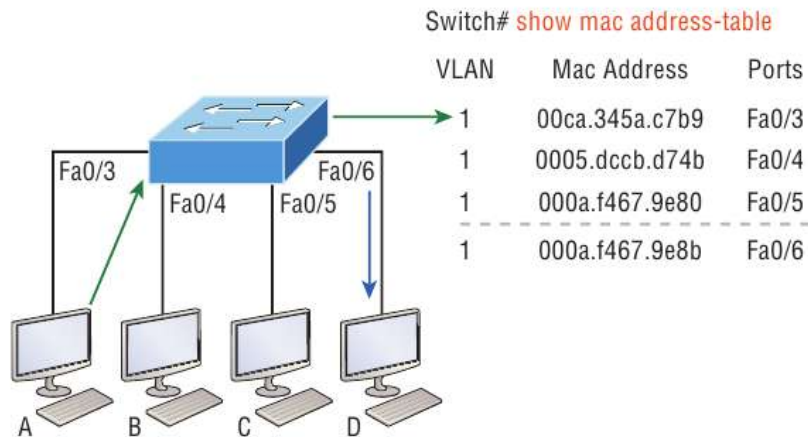 Switch# show mac address-table
VLAN Mac Address Ports
1 00ca.345a.c7b9 Fa0/3
1 0005.dccb.d74b Fa0/4
1 000a.f467.9e80 Fa0/5
1 000a.f467.9e8b Fa0/6
Fa0/3 Fa0/4 Fa0/5 Fa0/6
A B C D